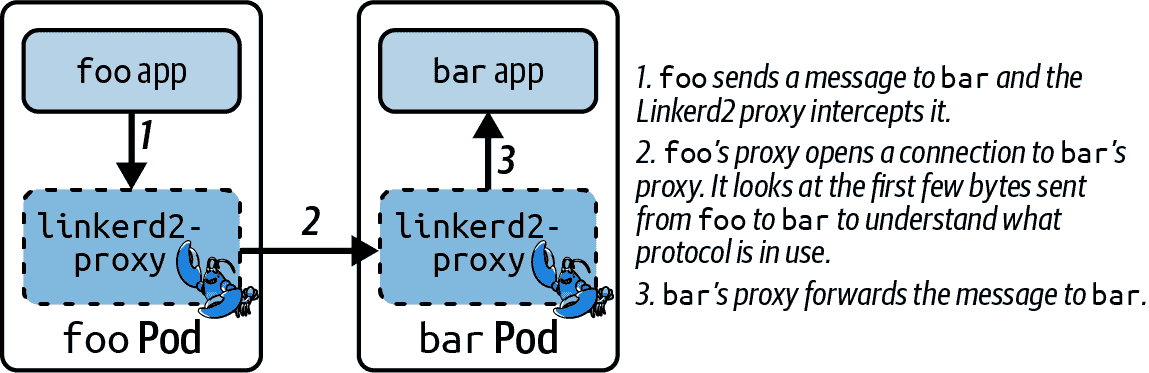 foo app
1
linkerd2-
proxy
foo Pod
2
bar app
3
linkerd2-
proxy
bar Pod
1. foo sends a message to bar and the
Linkerd2 proxy intercepts it.
2. foo’s proxy opens a connection to bar’s
proxy. It looks at the first few bytes sent
from foo to bar to understand what
protocol is in use.
3. bar’s proxy forwards the message to bar.